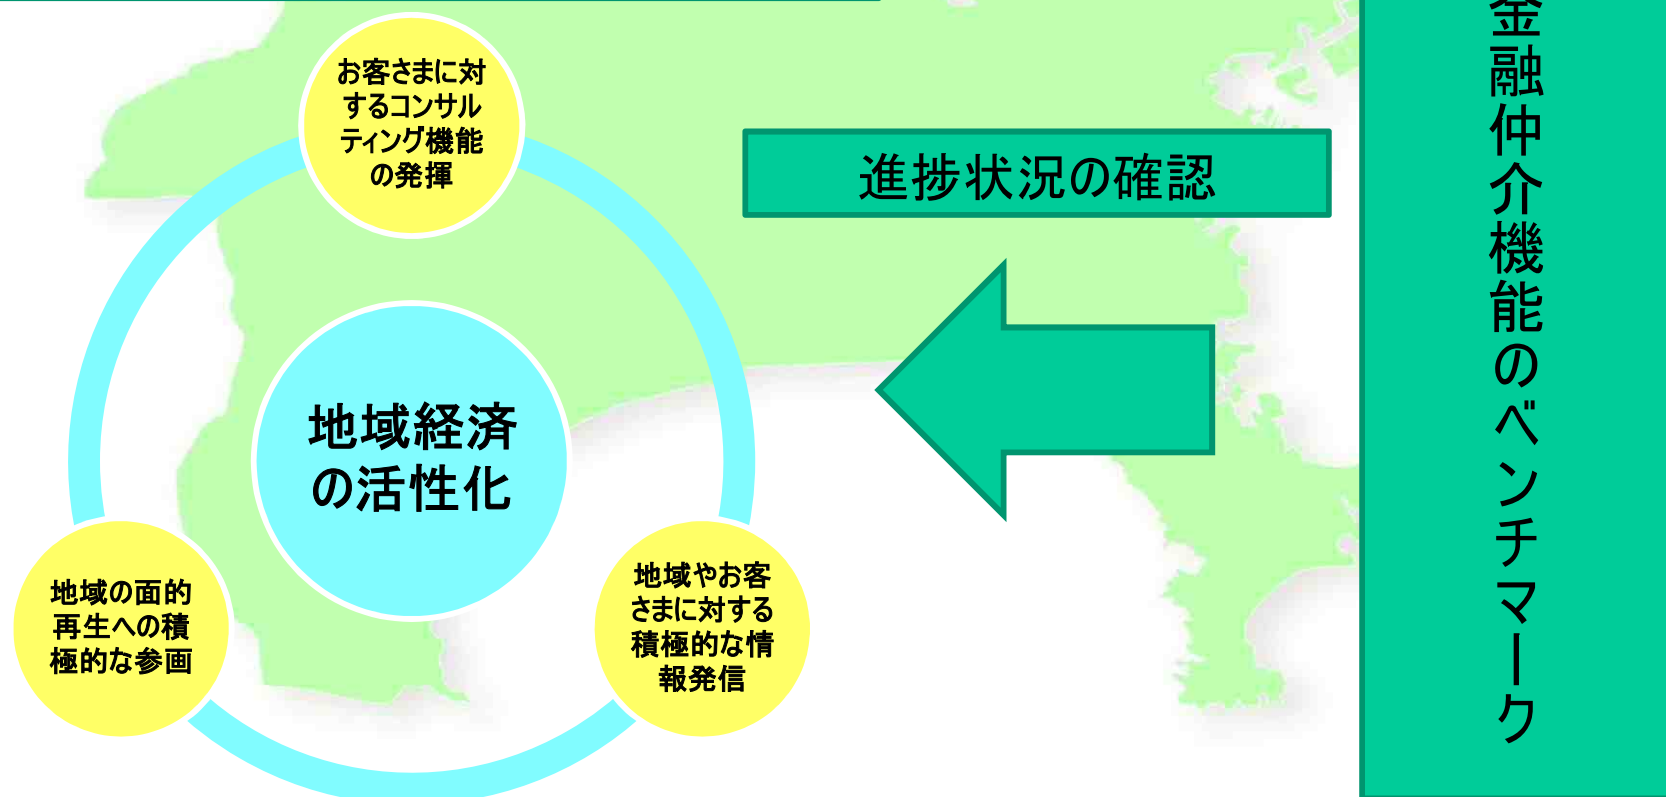 お客さまに対
するコンサル
ティング機能
の発揮
進捗状況の確認
地域経済
の活性化
地域の面的
再生への積
極的な参画
地域やお客
さまに対する
積極的な情
報発信
金融仲介機能のベンチマーク